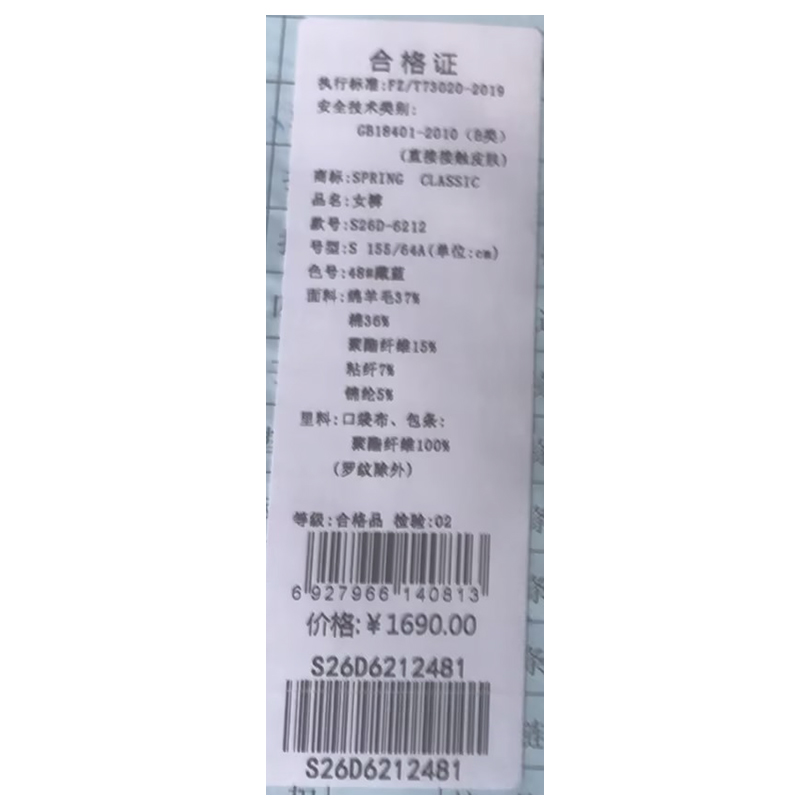 合格证
执行标准:FZ/T73020-2019
安全技术类别:
GB18401-2010（B类）
(直接接触皮肤)
商标:SPRING CLASSIC
品名:女裤
款号:S26D-6212
号型:S 155/64A(单位:cm)
色号:48#藏蓝
面料:绵羊毛37%
棉36%
聚酯纤维15%
粘纤7%
锦纶5%
里料:口袋布、包条:
聚酯纤维100%
(罗纹除外)
等级:合格品 检验:02
6 927966 140813
价格:￥1690.00
S26D6212481
S26D6212481